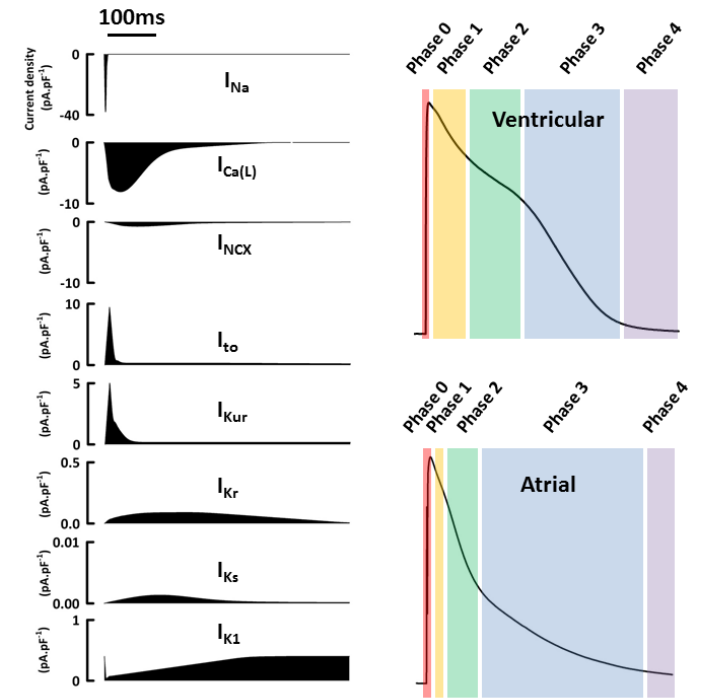 100ms
Current density
(pA.pF⁻¹)
0
-40
I_Na
(pA.pF⁻¹)
0
-10
I_Ca(L)
(pA.pF⁻¹)
0
-10
I_NCX
(pA.pF⁻¹)
10
0
I_to
(pA.pF⁻¹)
5
0
I_Kur
(pA.pF⁻¹)
0.5
0.0
I_Kr
(pA.pF⁻¹)
0.01
0.00
I_Ks
(pA.pF⁻¹)
1
0
I_K1
Phase 0
Phase 1
Phase 2
Phase 3
Phase 4
Ventricular
Phase 0
Phase 1
Phase 2
Phase 3
Phase 4
Atrial